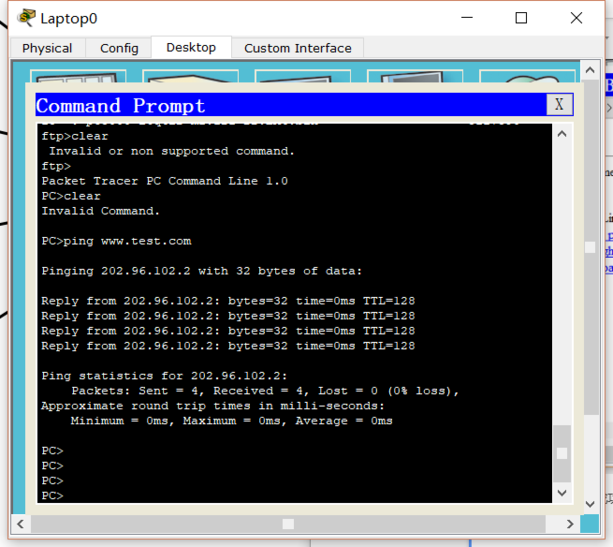 Laptop0
Physical Config Desktop Custom Interface
Command Prompt X
ftp>clear
Invalid or non supported command.
ftp>
Packet Tracer PC Command Line 1.0
PC>clear
Invalid Command.
PC>ping www.test.com
Pinging 202.96.102.2 with 32 bytes of data:
Reply from 202.96.102.2: bytes=32 time=0ms TTL=128
Reply from 202.96.102.2: bytes=32 time=0ms TTL=128
Reply from 202.96.102.2: bytes=32 time=0ms TTL=128
Reply from 202.96.102.2: bytes=32 time=0ms TTL=128
Ping statistics for 202.96.102.2:
Packets: Sent = 4, Received = 4, Lost = 0 (0% loss),
Approximate round trip times in milli-seconds:
Minimum = 0ms, Maximum = 0ms, Average = 0ms
PC>
PC>
PC>
PC>